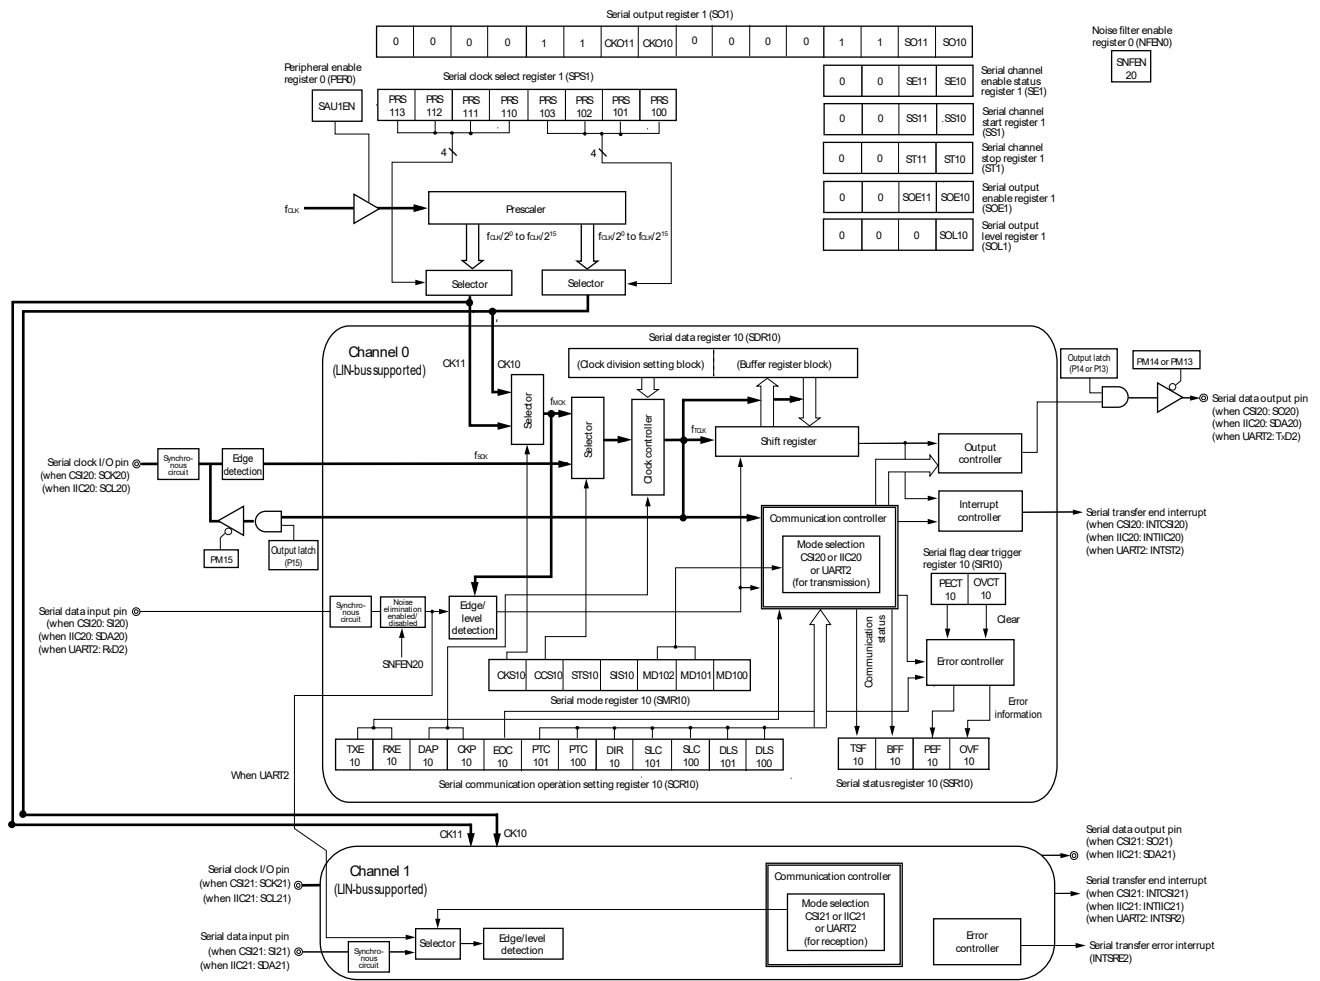 Serial output register 1 (SO1)
0 0 0 0 1 1 CKO11 CKO10 0 0 0 0 1 1 SO11 SO10
Noise filter enable
register 0 (NFEN0)
SNFEN
20
Peripheral enable
register 0 (PER0)
SAU1EN
Serial clock select register 1 (SPS1)
PRS
113
PRS
112
PRS
111
PRS
110
PRS
103
PRS
102
PRS
101
PRS
100
4
4
0 0 SE11 SE10
Serial channel
enable status
register 1 (SE1)
0 0 SS11 SS10
Serial channel
start register 1
(SS1)
0 0 ST11 ST10
Serial channel
stop register 1
(ST1)
0 0 SOE11 SOE10
Serial output
enable register 1
(SOE1)
0 0 0 SOL10
Serial output
level register 1
(SOL1)
fCLK
Prescaler
fCLK/2⁰ to fCLK/2¹⁵
fCLK/2⁰ to fCLK/2¹⁵
Selector
Selector
Channel 0
(LIN-bus supported)
CK11
CK10
Serial data register 10 (SDR10)
(Clock division setting block)
(Buffer register block)
Selector
fMCK
Selector
Clock controller
fTCLK
Shift register
Output latch
(P14 or P13)
PM14 or PM13
Serial data output pin
(when CSI20: SO20)
(when IIC20: SDA20)
(when UART2: TxD2)
Output
controller
Serial clock I/O pin
(when CSI20: SCK20)
(when IIC20: SCL20)
Synchro-
nous
circuit
Edge
detection
fSCK
PM15
Output latch
(P15)
Communication controller
Mode selection
CSI20 or IIC20
or UART2
(for transmission)
Interrupt
controller
Serial transfer end interrupt
(when CSI20: INTCSI20)
(when IIC20: INTIIC20)
(when UART2: INTST2)
Serial flag clear trigger
register 10 (SIR10)
PECT
10
OVCT
10
Clear
Serial data input pin
(when CSI20: SI20)
(when IIC20: SDA20)
(when UART2: RxD2)
Synchro-
nous
circuit
Noise
elimination
enabled/
disabled
SNFEN20
Edge/
level
detection
Communication
status
Error controller
Error
information
CKS10 CCS10 STS10 SIS10 MD102 MD101 MD100
Serial mode register 10 (SMR10)
TXE
10
RXE
10
DAP
10
CKP
10
EOC
10
PTC
101
PTC
100
DIR
10
SLC
101
SLC
100
DLS
101
DLS
100
Serial communication operation setting register 10 (SCR10)
TSF
10
BFF
10
PEF
10
OVF
10
Serial status register 10 (SSR10)
When UART2
CK11
CK10
Channel 1
(LIN-bus supported)
Serial clock I/O pin
(when CSI21: SCK21)
(when IIC21: SCL21)
Serial data input pin
(when CSI21: SI21)
(when IIC21: SDA21)
Synchro-
nous
circuit
Selector
Edge/level
detection
Communication controller
Mode selection
CSI21 or IIC21
or UART2
(for reception)
Error
controller
Serial data output pin
(when CSI21: SO21)
(when IIC21: SDA21)
Serial transfer end interrupt
(when CSI21: INTCSI21)
(when IIC21: INTIIC21)
(when UART2: INTSR2)
Serial transfer error interrupt
(INTSRE2)